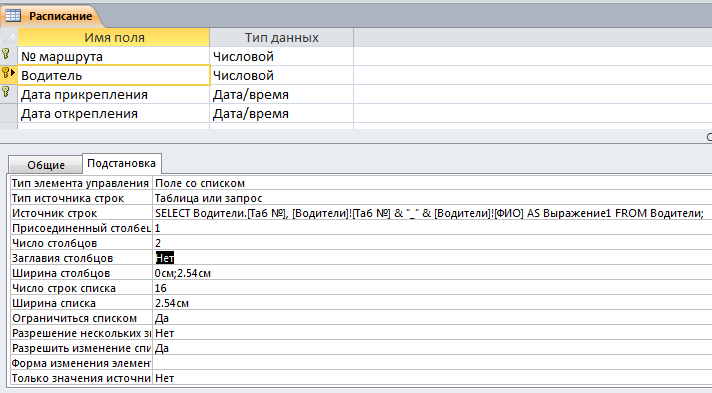 Расписание
Имя поля Тип данных
№ маршрута Числовой
Водитель Числовой
Дата прикрепления Дата/время
Дата открепления Дата/время
Общие Подстановка
Тип элемента управления Поле со списком
Тип источника строк Таблица или запрос
Источник строк SELECT Водители.[Таб №], [Водители]![Таб №] & "_" & [Водители]![ФИО] AS Выражение1 FROM Водители;
Присоединенный столбец 1
Число столбцов 2
Заглавия столбцов Нет
Ширина столбцов 0см;2.54см
Число строк списка 16
Ширина списка 2.54см
Ограничиться списком Да
Разрешение нескольких зн Нет
Разрешить изменение спи Да
Форма изменения элемент
Только значения источни Нет